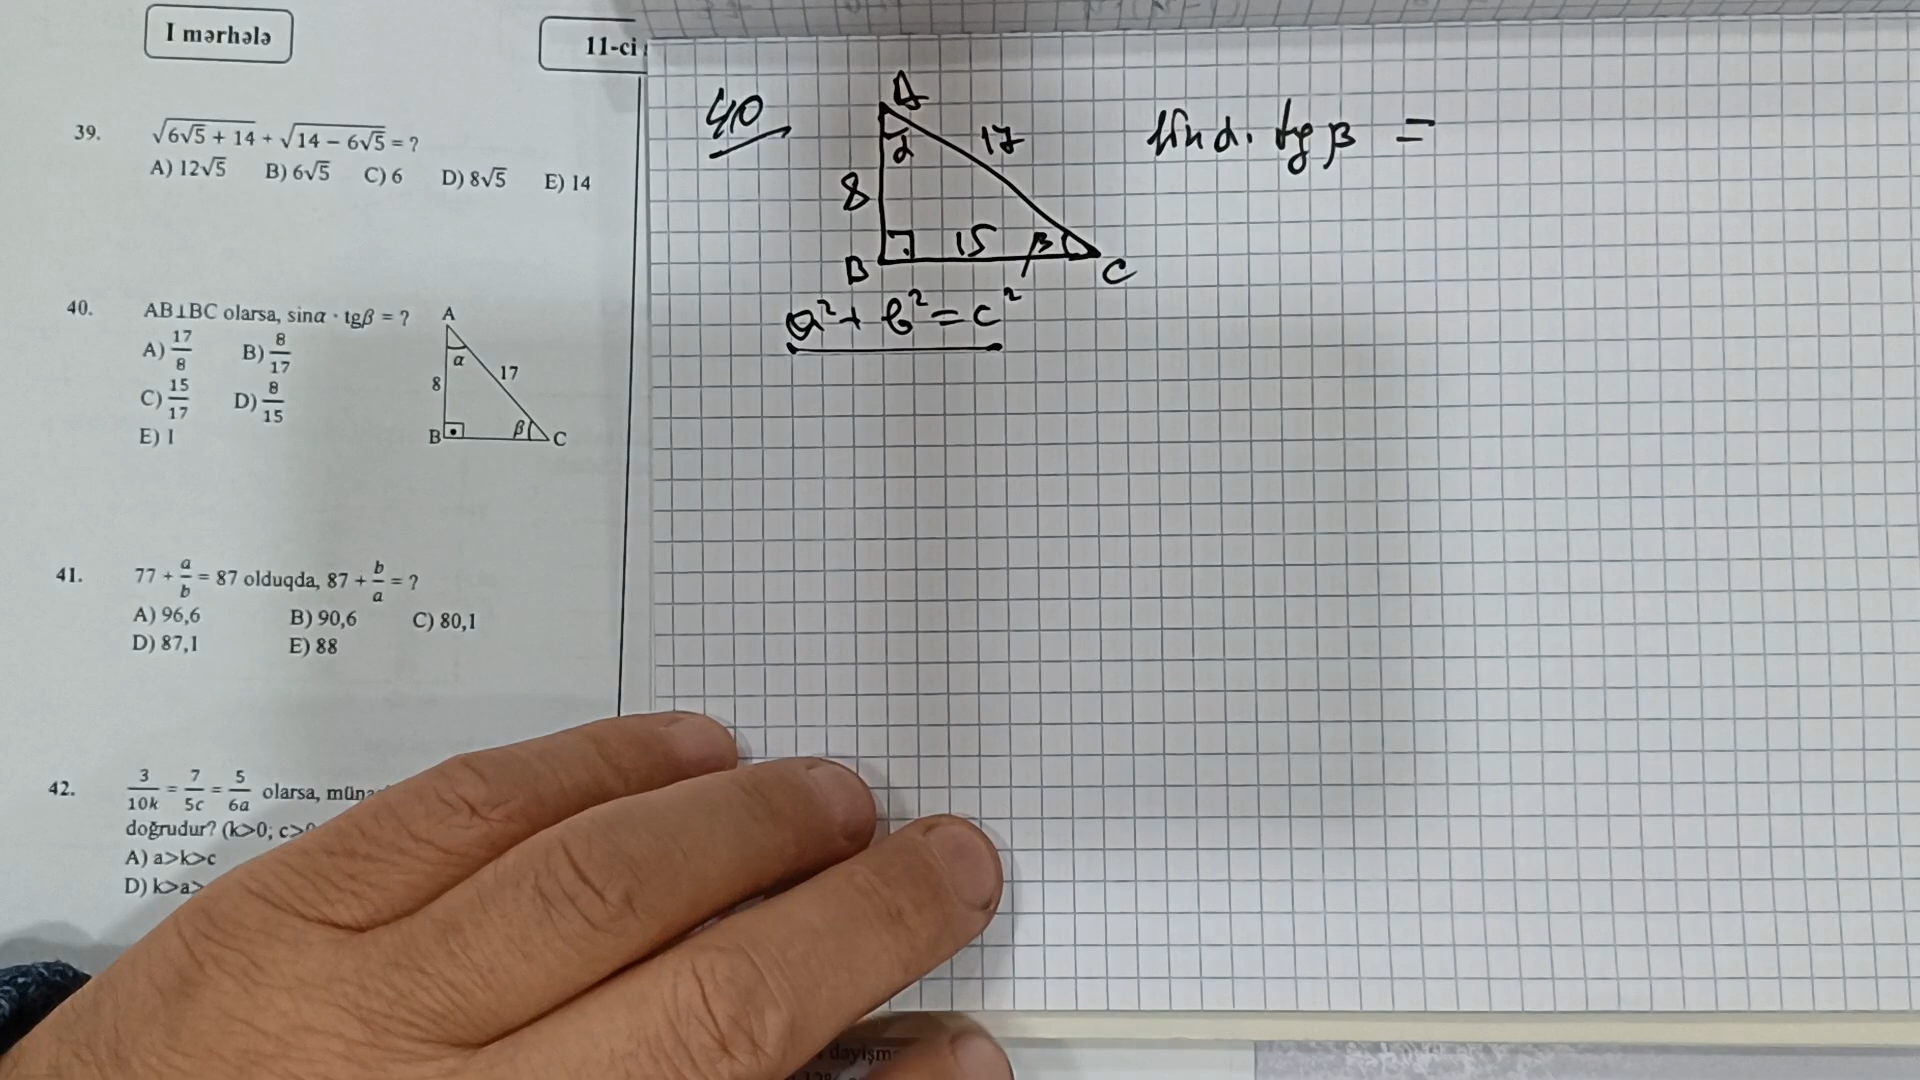 I mərhələ
11-ci
39. √(6√5 + 14) + √(14 − 6√5) = ?
A) 12√5 B) 6√5 C) 6 D) 8√5 E) 14
40. AB⊥BC olarsa, sinα · tgβ = ?
A) 17/8 B) 8/17
C) 15/17 D) 8/15
E) 1
A
α
8
17
B
β
C
41. 77 + a/b = 87 olduqda, 87 + b/a = ?
A) 96,6 B) 90,6 C) 80,1
D) 87,1 E) 88
42. 3/10k = 7/5c = 5/6a olarsa,
doğrudur? (k>0; c>
A) a>k>c
D) k>a>
40
A
α
17
8
15
β
B
C
a² + b² = c²
sin α · tg β =